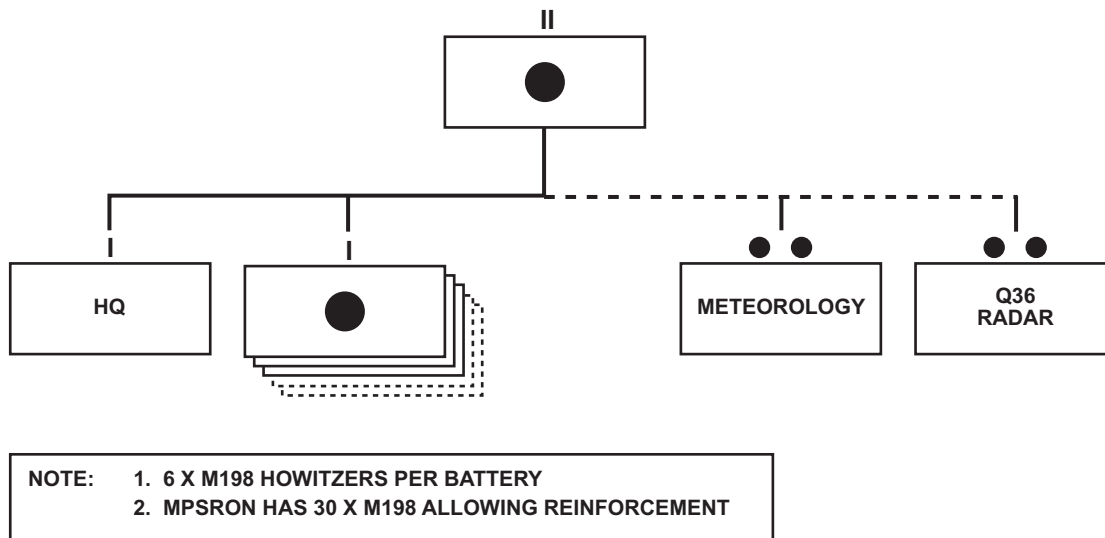 II
I
I
HQ
METEOROLOGY
Q36
RADAR
NOTE: 1. 6 X M198 HOWITZERS PER BATTERY
2. MPSRON HAS 30 X M198 ALLOWING REINFORCEMENT